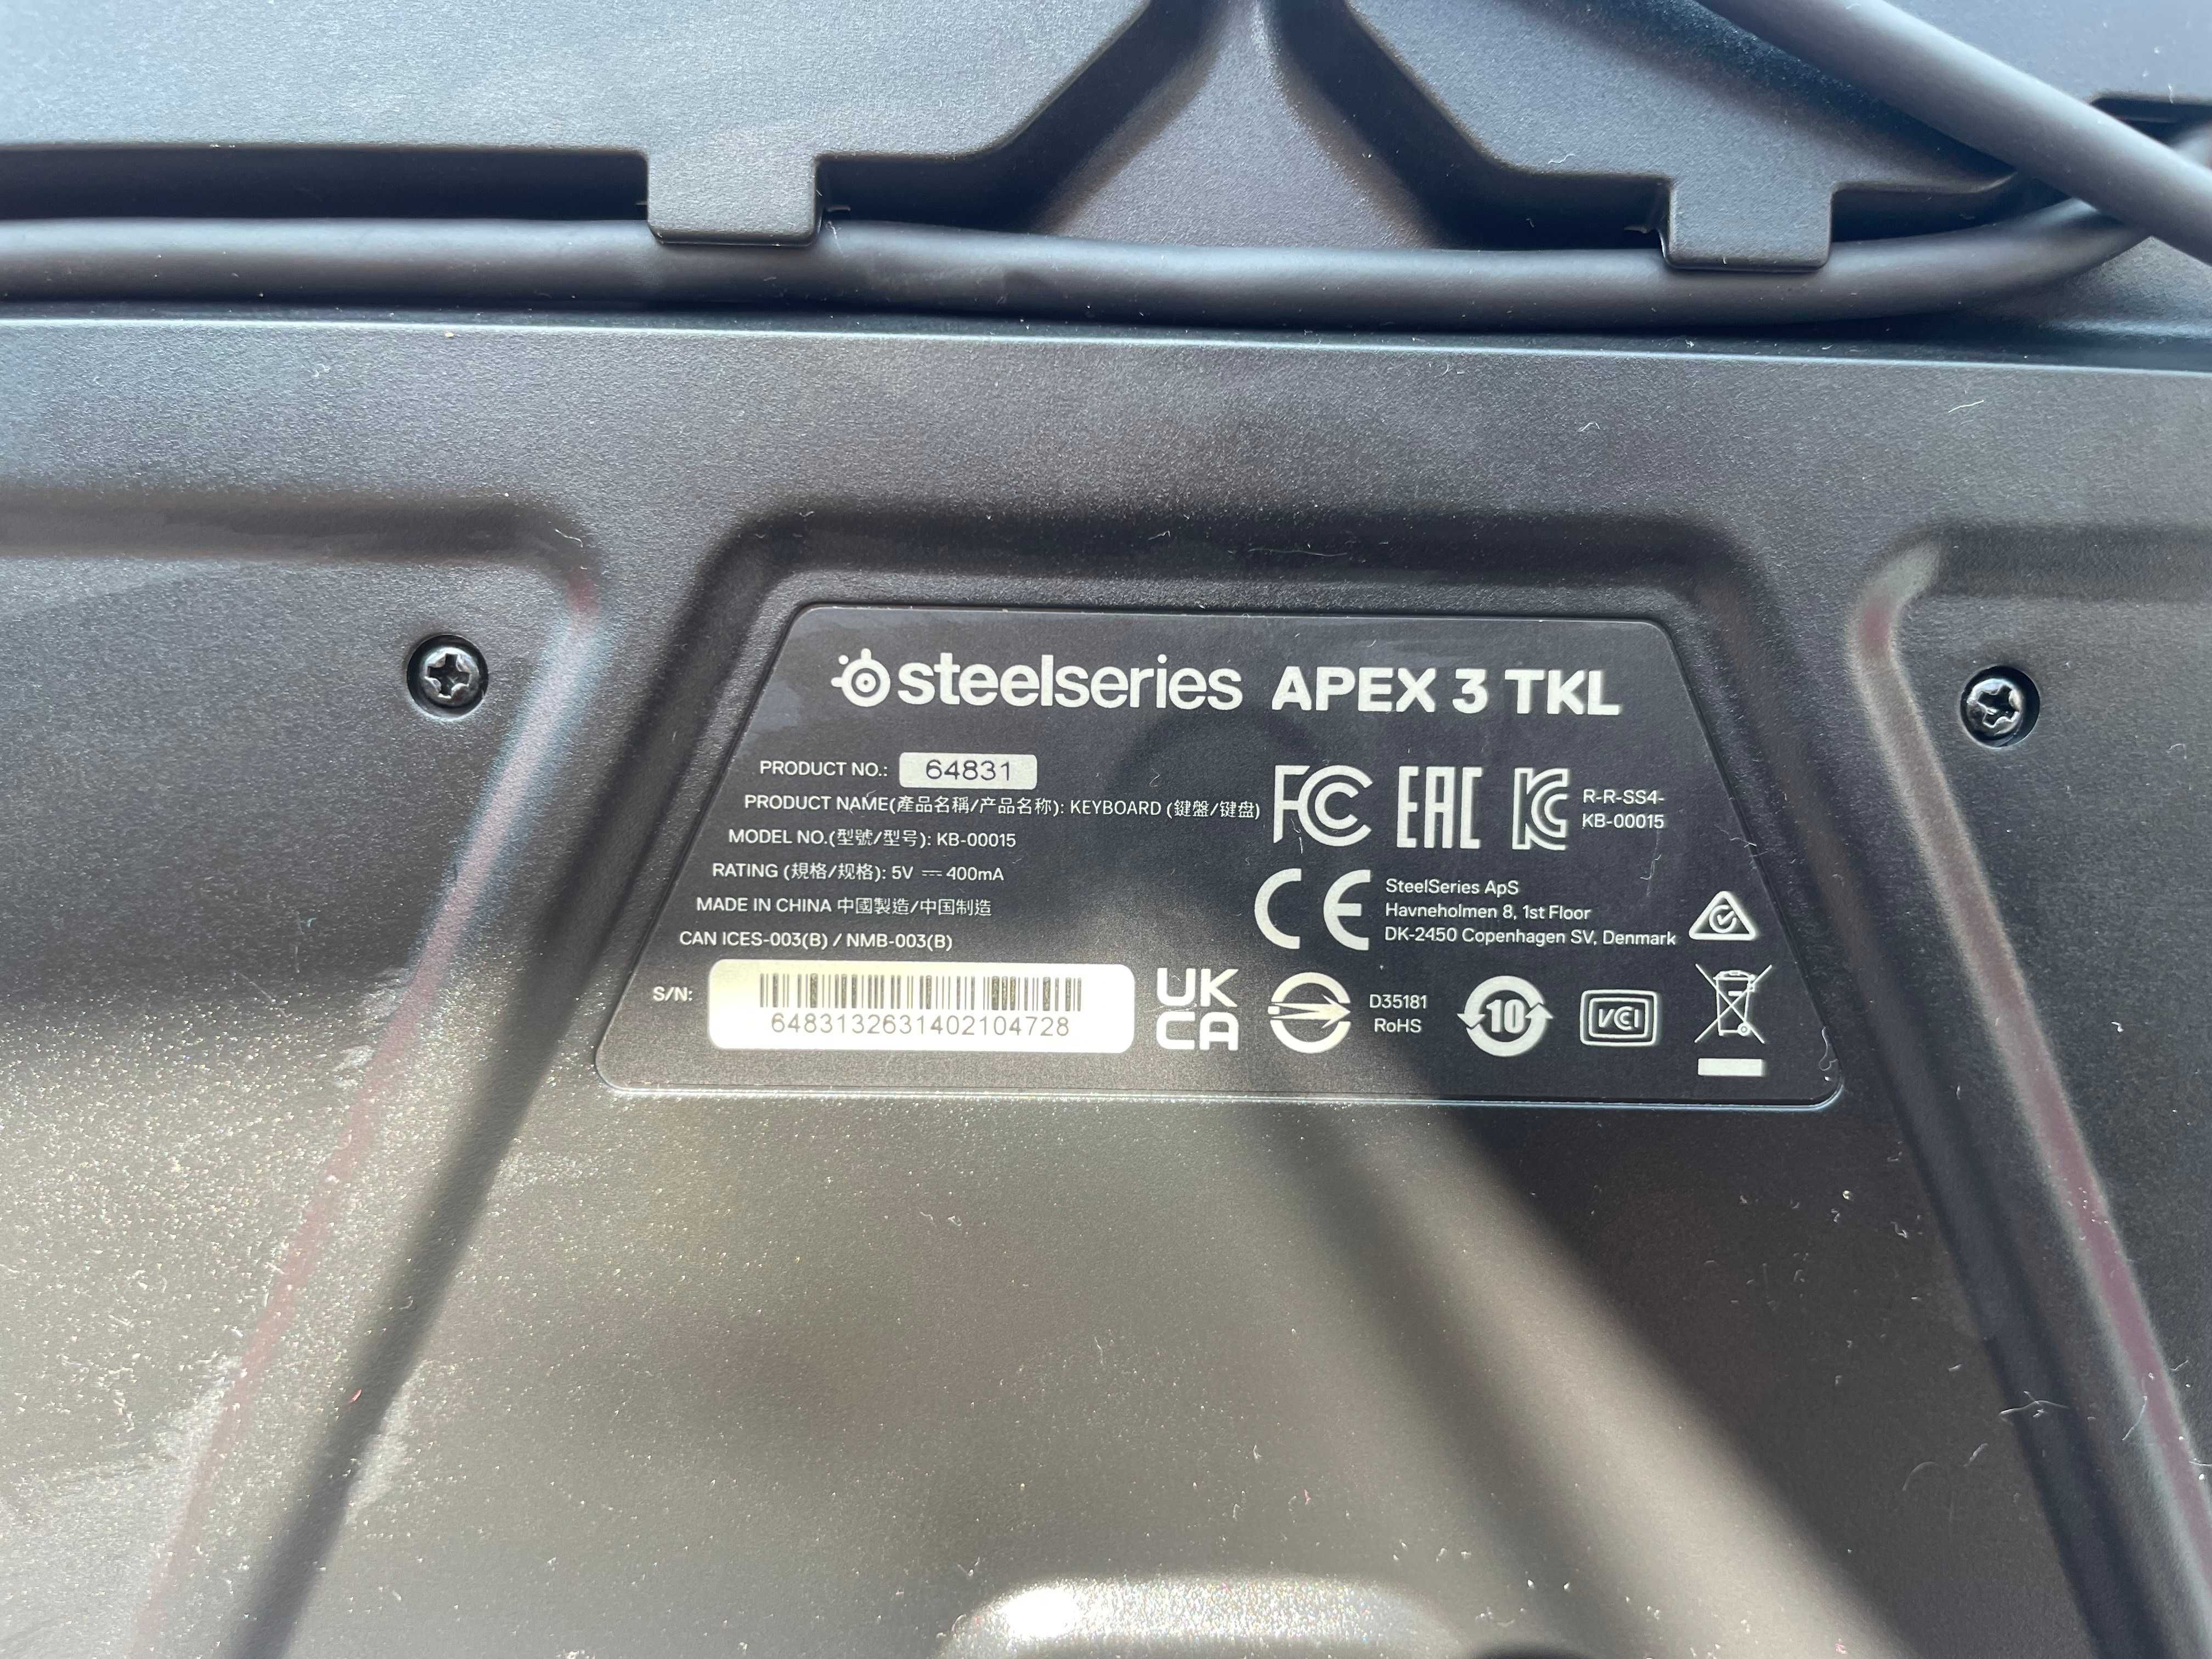 steelseries APEX 3 TKL
PRODUCT NO.: 64831
PRODUCT NAME(產品名稱/产品名称): KEYBOARD (鍵盤/键盘)
MODEL NO.(型號/型号): KB-00015
RATING (規格/规格): 5V ⎓ 400mA
MADE IN CHINA 中國製造/中国制造
CAN ICES-003(B) / NMB-003(B)
S/N:
6483132631402104728
FC EAC KC
R-R-SS4-
KB-00015
CE
SteelSeries ApS
Havneholmen 8, 1st Floor
DK-2450 Copenhagen SV, Denmark
UK
CA
D35181
RoHS
10
VCI